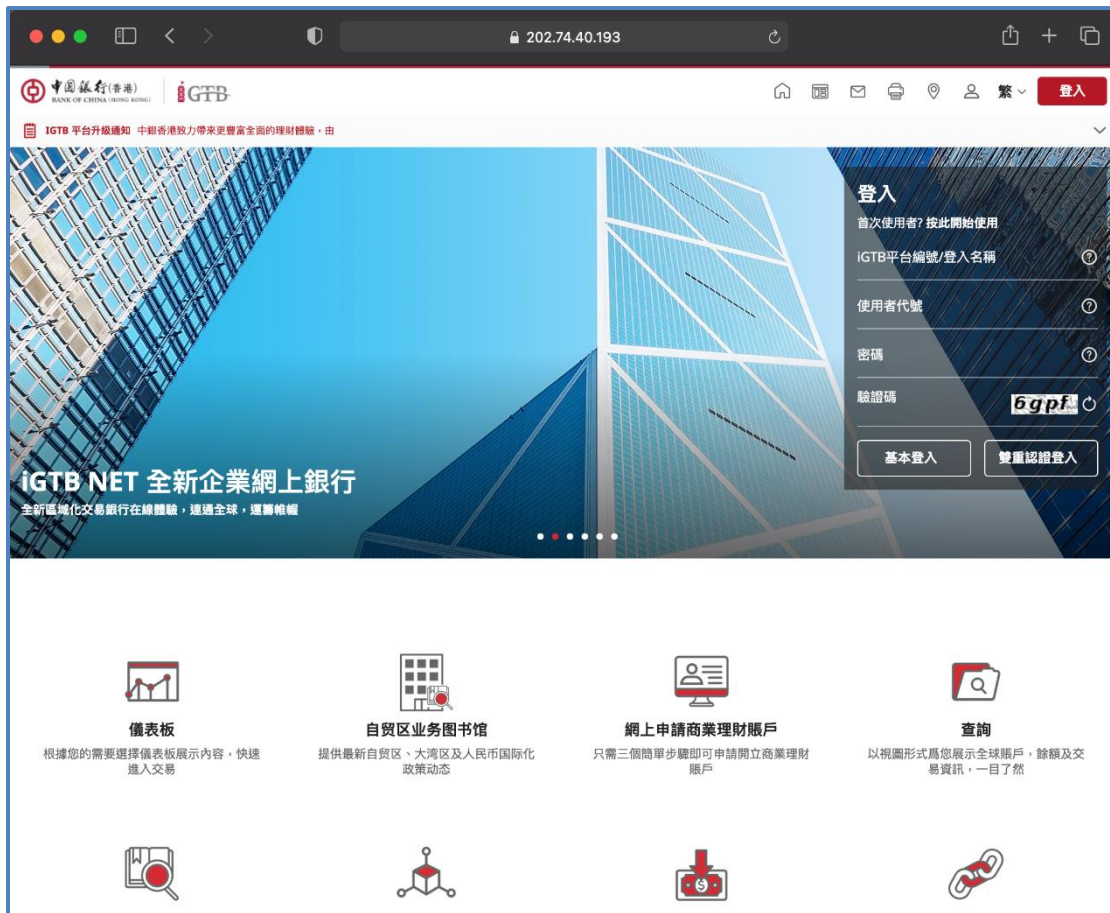 202.74.40.193
中国银行(香港)
BANK OF CHINA (HONG KONG)
iGTB
繁
登入
IGTB 平台升級通知 中銀香港致力帶來更豐富全面的理財體驗，由
登入
首次使用者? 按此開始使用
iGTB平台編號/登入名稱
使用者代號
密碼
驗證碼
6gpf
基本登入
雙重認證登入
iGTB NET 全新企業網上銀行
全新區域化交易銀行在線體驗，連通全球，運籌帷幄
儀表板
根據您的需要選擇儀表板展示內容，快速
進入交易
自贸区业务图书馆
提供最新自贸区、大湾区及人民币国际化
政策动态
網上申請商業理財賬戶
只需三個簡單步驟即可申請開立商業理財
賬戶
查詢
以視圖形式爲您展示全球賬戶，餘額及交
易資訊，一目了然